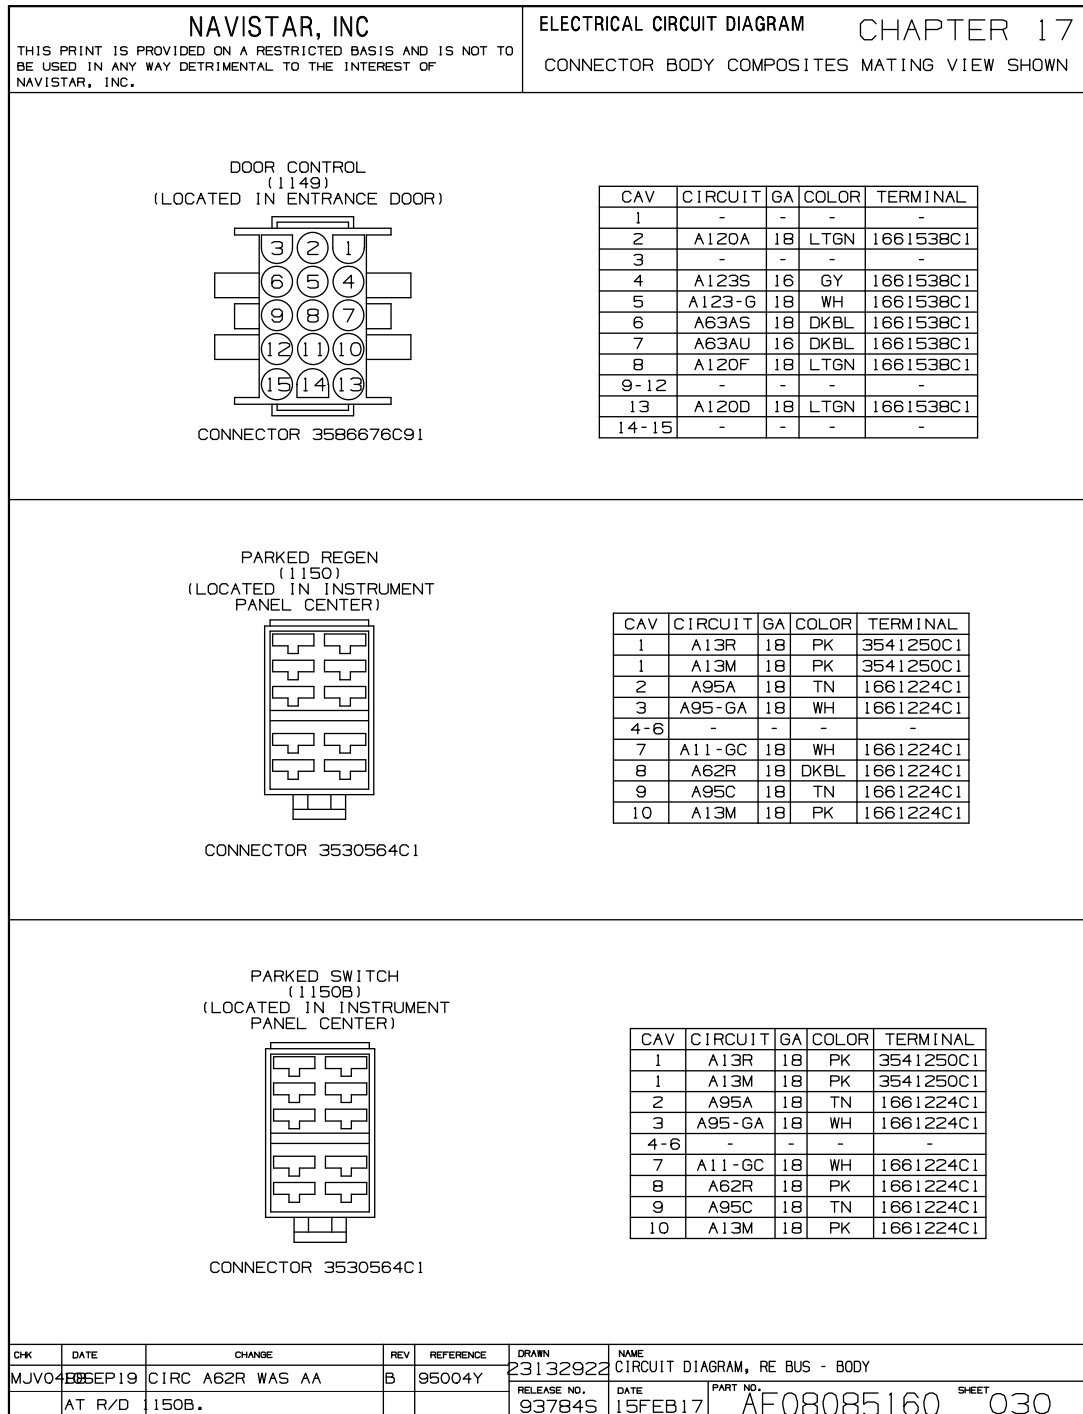 NAVISTAR, INC
THIS PRINT IS PROVIDED ON A RESTRICTED BASIS AND IS NOT TO
BE USED IN ANY WAY DETRIMENTAL TO THE INTEREST OF
NAVISTAR, INC.
ELECTRICAL CIRCUIT DIAGRAM CHAPTER 17
CONNECTOR BODY COMPOSITES MATING VIEW SHOWN
DOOR CONTROL
(1149)
(LOCATED IN ENTRANCE DOOR)
3 2 1
6 5 4
9 8 7
12 11 10
15 14 13
CONNECTOR 3586676C91
CAV CIRCUIT GA COLOR TERMINAL
1 - - - -
2 A120A 18 LTGN 1661538C1
3 - - - -
4 A123S 16 GY 1661538C1
5 A123-G 18 WH 1661538C1
6 A63AS 18 DKBL 1661538C1
7 A63AU 16 DKBL 1661538C1
8 A120F 18 LTGN 1661538C1
9-12 - - - -
13 A120D 18 LTGN 1661538C1
14-15 - - - -
PARKED REGEN
(1150)
(LOCATED IN INSTRUMENT
PANEL CENTER)
CONNECTOR 3530564C1
CAV CIRCUIT GA COLOR TERMINAL
1 A13R 18 PK 3541250C1
1 A13M 18 PK 3541250C1
2 A95A 18 TN 1661224C1
3 A95-GA 18 WH 1661224C1
4-6 - - - -
7 A11-GC 18 WH 1661224C1
8 A62R 18 DKBL 1661224C1
9 A95C 18 TN 1661224C1
10 A13M 18 PK 1661224C1
PARKED SWITCH
(1150B)
(LOCATED IN INSTRUMENT
PANEL CENTER)
CONNECTOR 3530564C1
CAV CIRCUIT GA COLOR TERMINAL
1 A13R 18 PK 3541250C1
1 A13M 18 PK 3541250C1
2 A95A 18 TN 1661224C1
3 A95-GA 18 WH 1661224C1
4-6 - - - -
7 A11-GC 18 WH 1661224C1
8 A62R 18 PK 1661224C1
9 A95C 18 TN 1661224C1
10 A13M 18 PK 1661224C1
CHK DATE CHANGE REV REFERENCE
CIRC A62R WAS AA B 95004Y
AT R/D 1150B.
DRAWN
23132922
NAME
CIRCUIT DIAGRAM, RE BUS - BODY
RELEASE NO.
93784S
DATE
15FEB17
PART NO.
AF08085160
SHEET
030